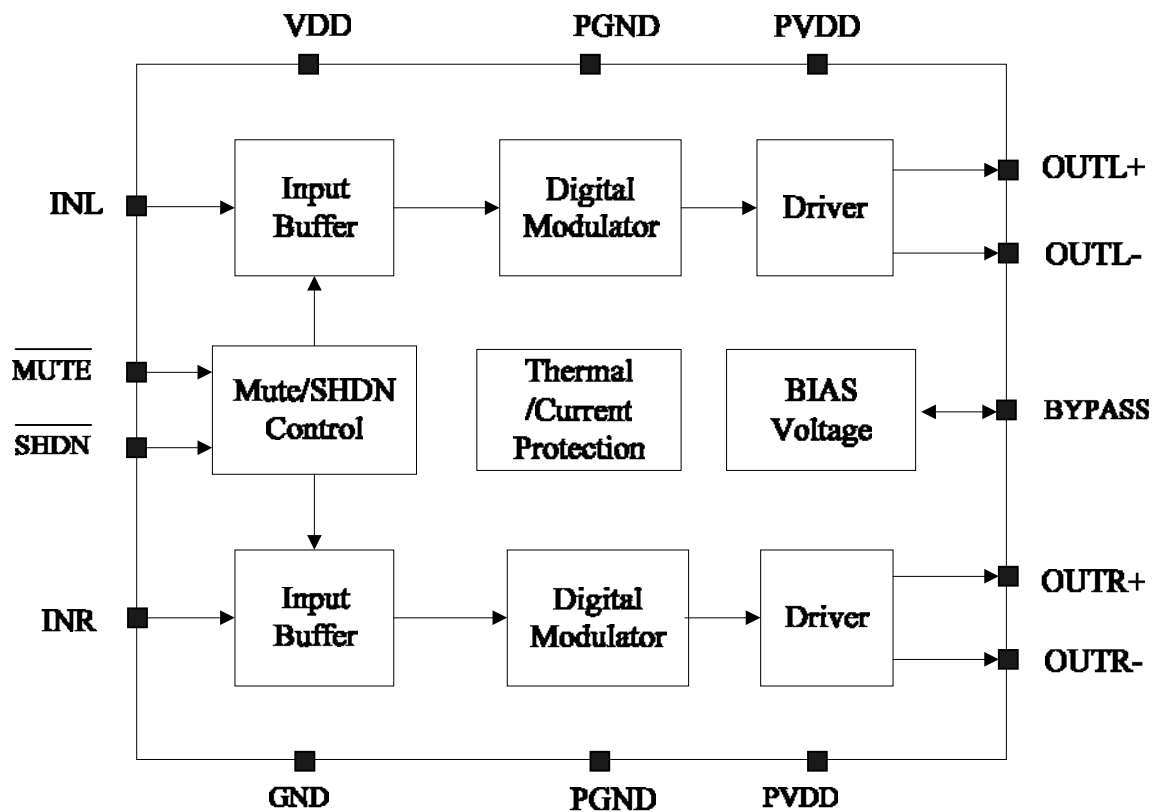 VDD
PGND
PVDD
INL
Input
Buffer
Digital
Modulator
Driver
OUTL+
OUTL-
MUTE
SHDN
Mute/SHDN
Control
Thermal
/Current
Protection
BIAS
Voltage
BYPASS
INR
Input
Buffer
Digital
Modulator
Driver
OUTR+
OUTR-
GND
PGND
PVDD